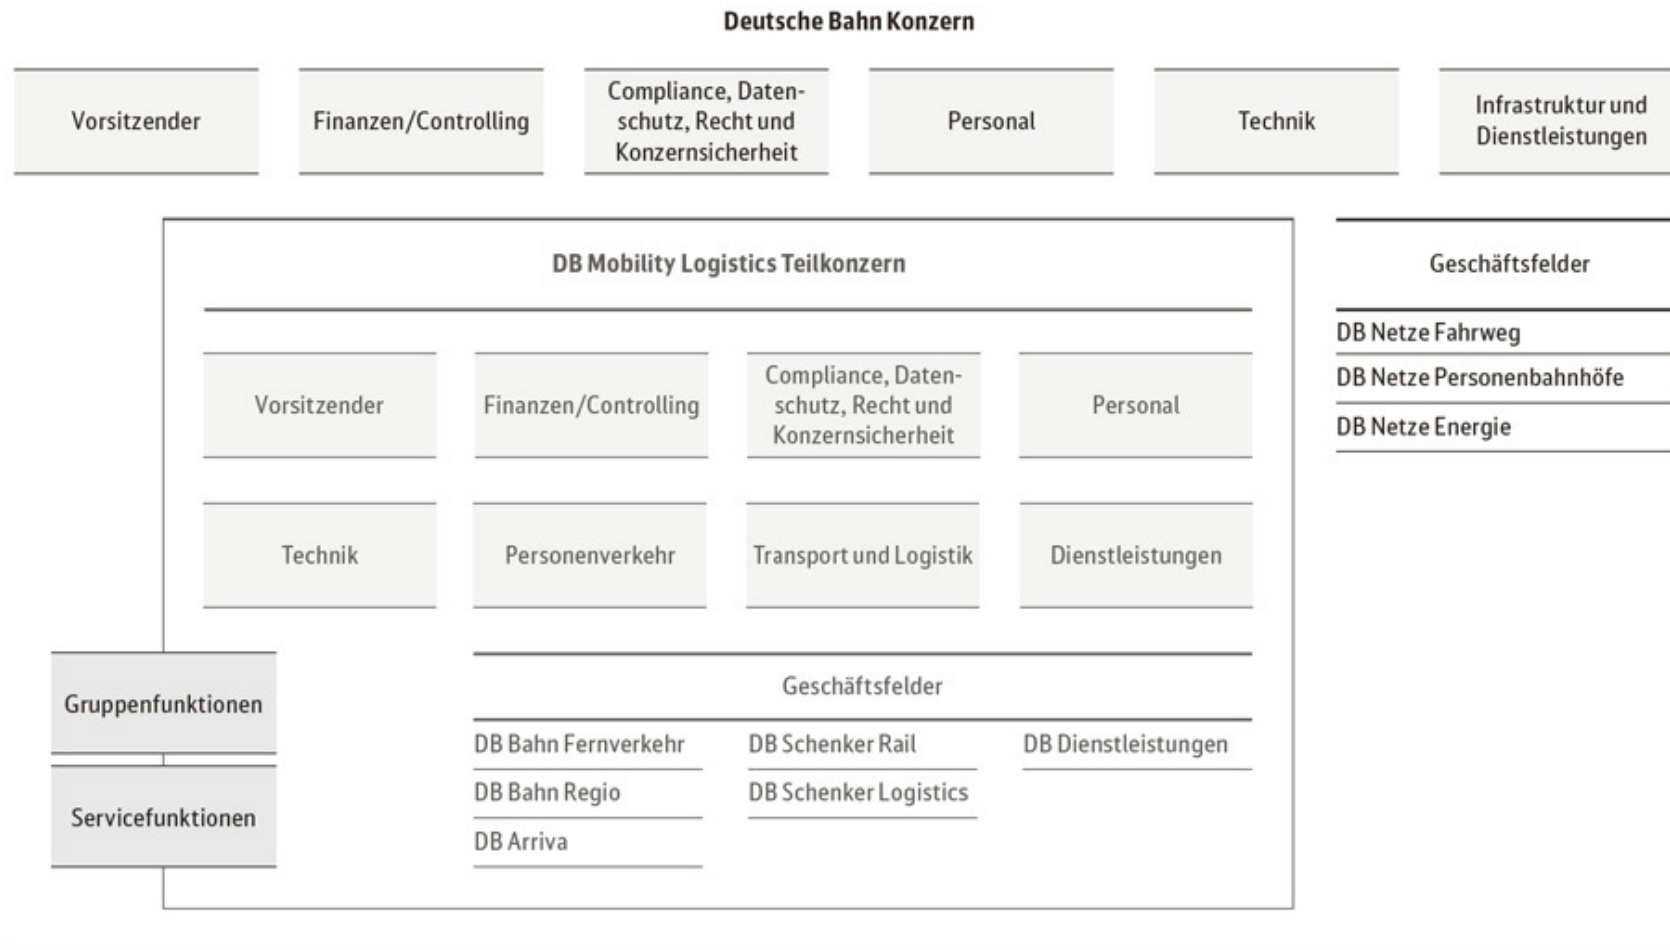 Deutsche Bahn Konzern
Vorsitzender
Finanzen/Controlling
Compliance, Daten-
schutz, Recht und
Konzernsicherheit
Personal
Technik
Infrastruktur und
Dienstleistungen
DB Mobility Logistics Teilkonzern
Vorsitzender
Finanzen/Controlling
Compliance, Daten-
schutz, Recht und
Konzernsicherheit
Personal
Technik
Personenverkehr
Transport und Logistik
Dienstleistungen
Gruppenfunktionen
Servicefunktionen
Geschäftsfelder
DB Bahn Fernverkehr
DB Bahn Regio
DB Arriva
DB Schenker Rail
DB Schenker Logistics
DB Dienstleistungen
Geschäftsfelder
DB Netze Fahrweg
DB Netze Personenbahnhöfe
DB Netze Energie